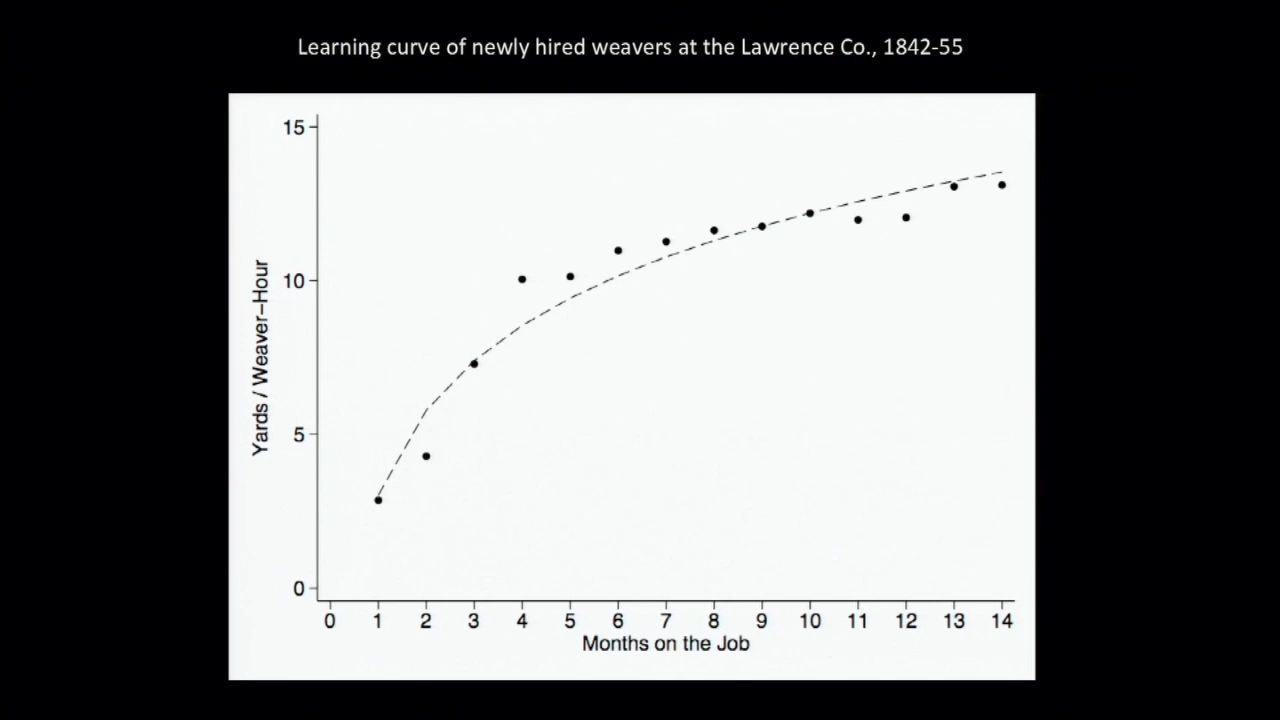 Learning curve of newly hired weavers at the Lawrence Co., 1842-55
15
10
5
0
Yards / Weaver–Hour
0 1 2 3 4 5 6 7 8 9 10 11 12 13 14
Months on the Job